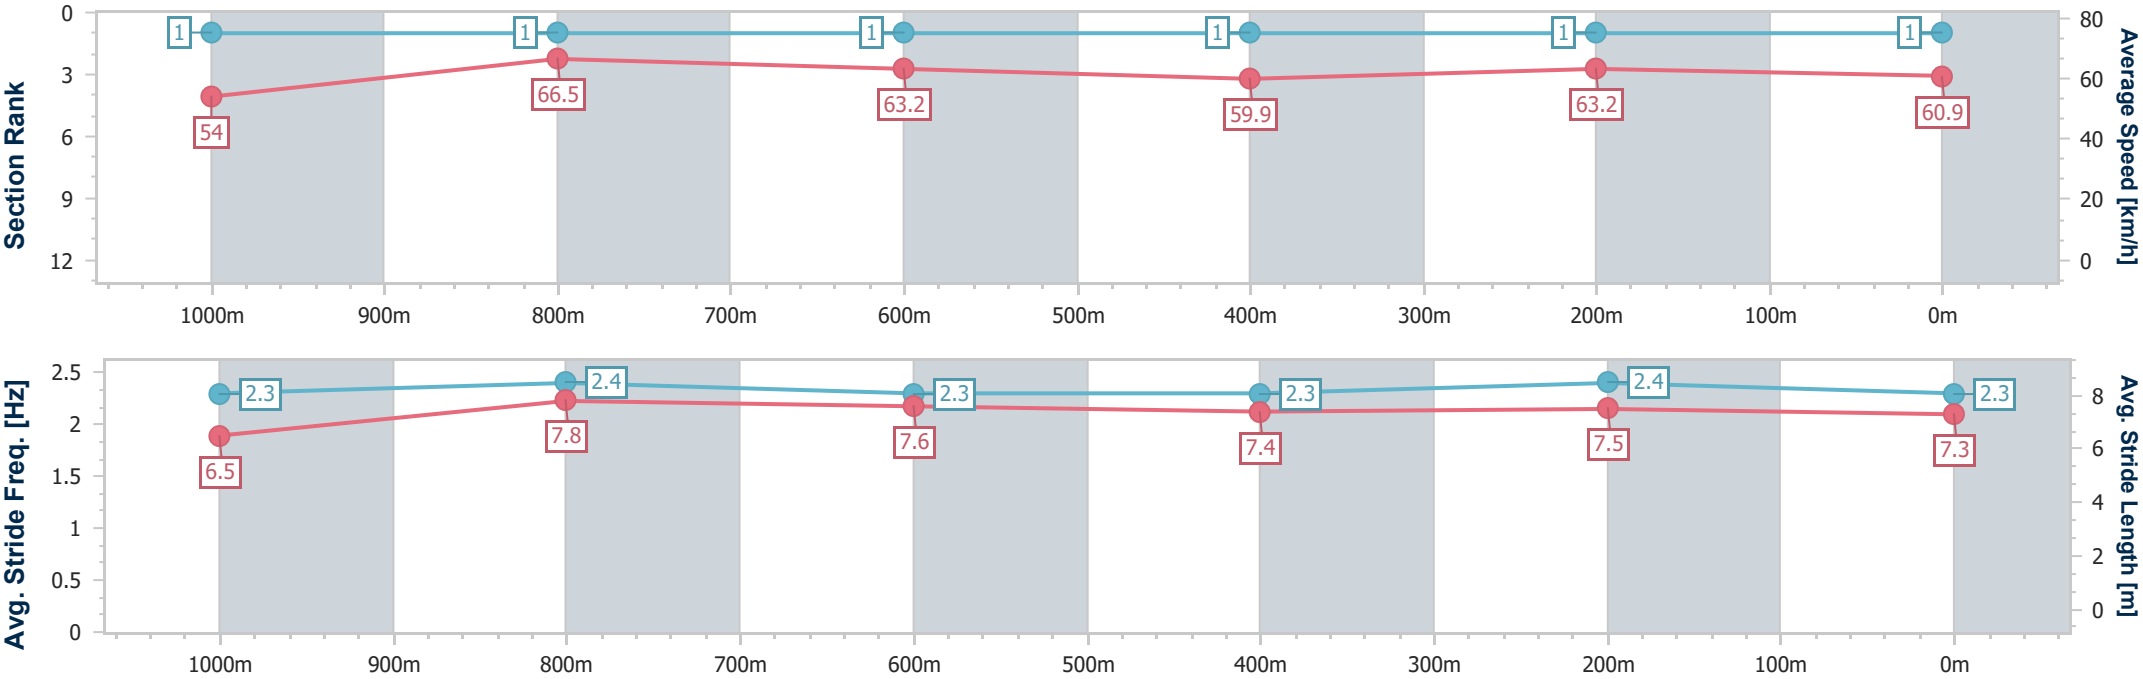 Section Rank
0
3
6
9
12
1
1
1
1
1
1
54
66.5
63.2
59.9
63.2
60.9
80
60
40
20
0
Average Speed [km/h]
1000m
900m
800m
700m
600m
500m
400m
300m
200m
100m
0m
Avg. Stride Freq. [Hz]
2.5
2
1.5
1
0.5
0
2.3
2.4
2.3
2.3
2.4
2.3
6.5
7.8
7.6
7.4
7.5
7.3
8
6
4
2
0
Avg. Stride Length [m]
1000m
900m
800m
700m
600m
500m
400m
300m
200m
100m
0m